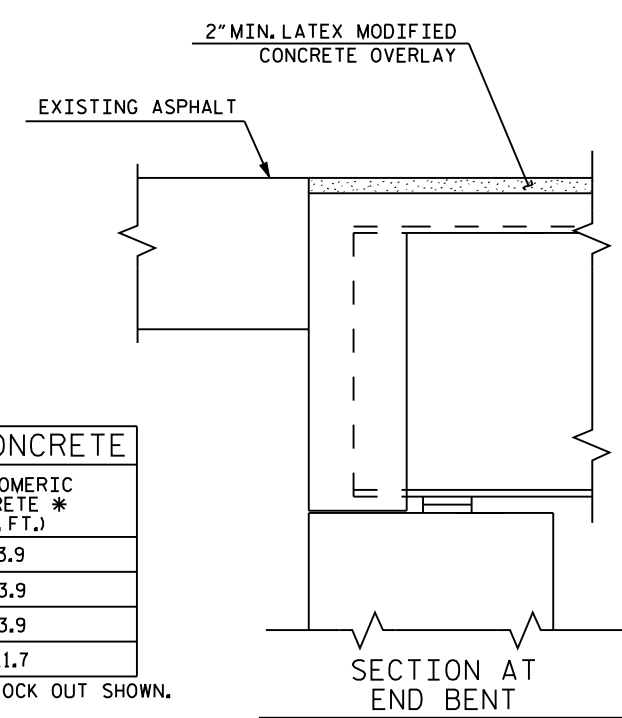 2" MIN. LATEX MODIFIED
CONCRETE OVERLAY
EXISTING ASPHALT
ONCRETE
OMERIC
RETE *
. FT.)
3.9
3.9
3.9
1.7
OCK OUT SHOWN.
SECTION AT
END BENT